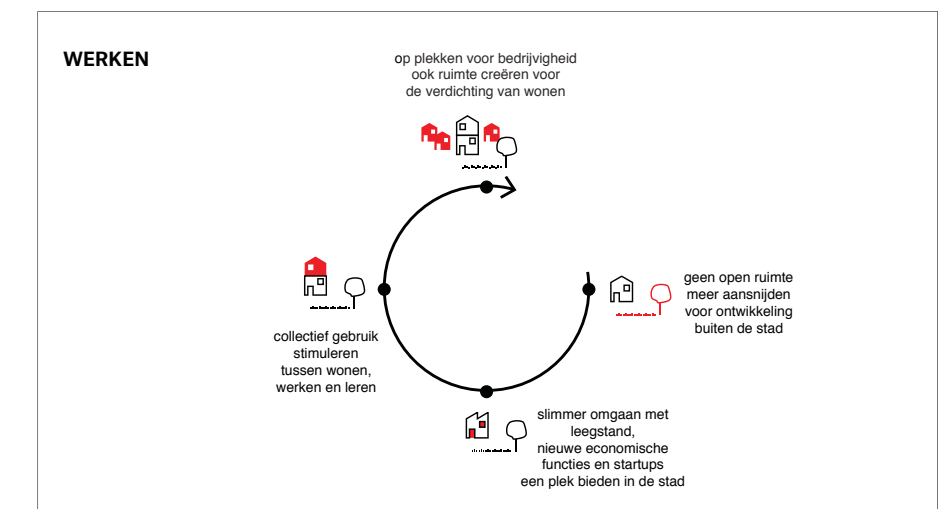 WERKEN
op plekken voor bedrijvigheid
ook ruimte creëren voor
de verdichting van wonen
geen open ruimte
meer aansnijden
voor ontwikkeling
buiten de stad
collectief gebruik
stimuleren
tussen wonen,
werken en leren
slimmer omgaan met
leegstand,
nieuwe economische
functies en startups
een plek bieden in de stad